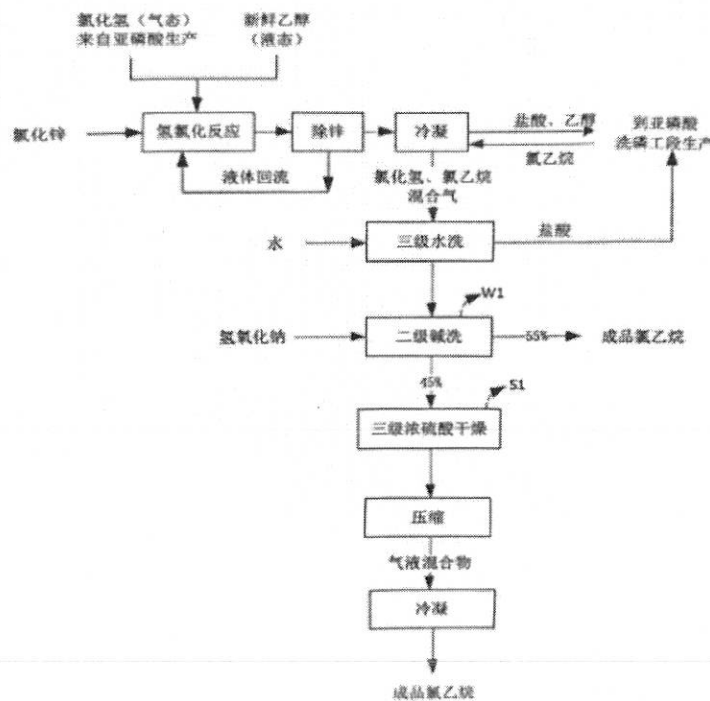 氯化氢（气态）
来自亚磷酸生产
新鲜乙醇
（液态）
氯化锌
氢氯化反应
除锌
冷凝
盐酸、乙醇
氯乙烷
到亚磷酸
洗磷工段生产
液体回流
氯化氢、氯乙烷
混合气
水
三级水洗
盐酸
W1
氢氧化钠
二级碱洗
55%
成品氯乙烷
45%
S1
三级浓硫酸干燥
压缩
气液混合物
冷凝
成品氯乙烷